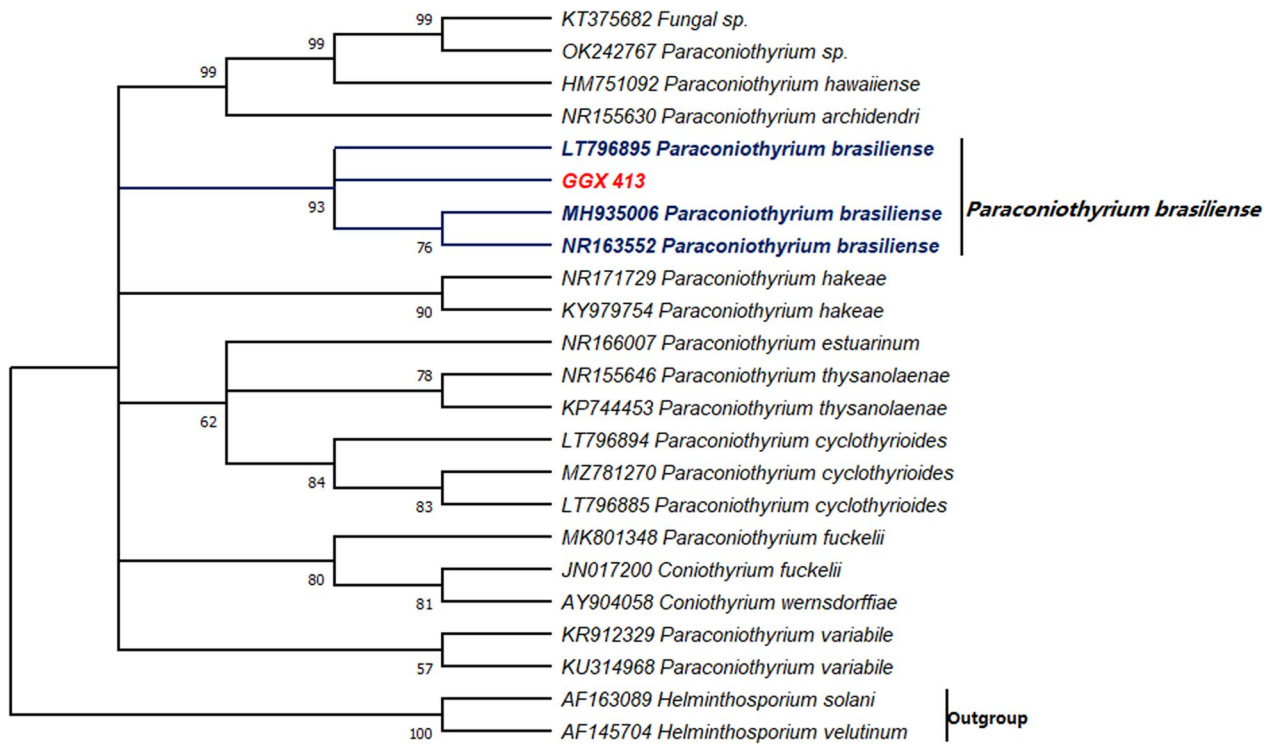 99
KT375682 Fungal sp.
99
OK242767 Paraconiothyrium sp.
99
HM751092 Paraconiothyrium hawaiiense
NR155630 Paraconiothyrium archidendri
LT796895 Paraconiothyrium brasiliense
GGX 413
93
MH935006 Paraconiothyrium brasiliense
Paraconiothyrium brasiliense
76
NR163552 Paraconiothyrium brasiliense
NR171729 Paraconiothyrium hakeae
90
KY979754 Paraconiothyrium hakeae
NR166007 Paraconiothyrium estuarinum
78
NR155646 Paraconiothyrium thysanolaenae
KP744453 Paraconiothyrium thysanolaenae
62
LT796894 Paraconiothyrium cyclothyrioides
84
MZ781270 Paraconiothyrium cyclothyrioides
83
LT796885 Paraconiothyrium cyclothyrioides
MK801348 Paraconiothyrium fuckelii
80
JN017200 Coniothyrium fuckelii
81
AY904058 Coniothyrium wernsdorffiae
KR912329 Paraconiothyrium variabile
57
KU314968 Paraconiothyrium variabile
AF163089 Helminthosporium solani
Outgroup
100
AF145704 Helminthosporium velutinum